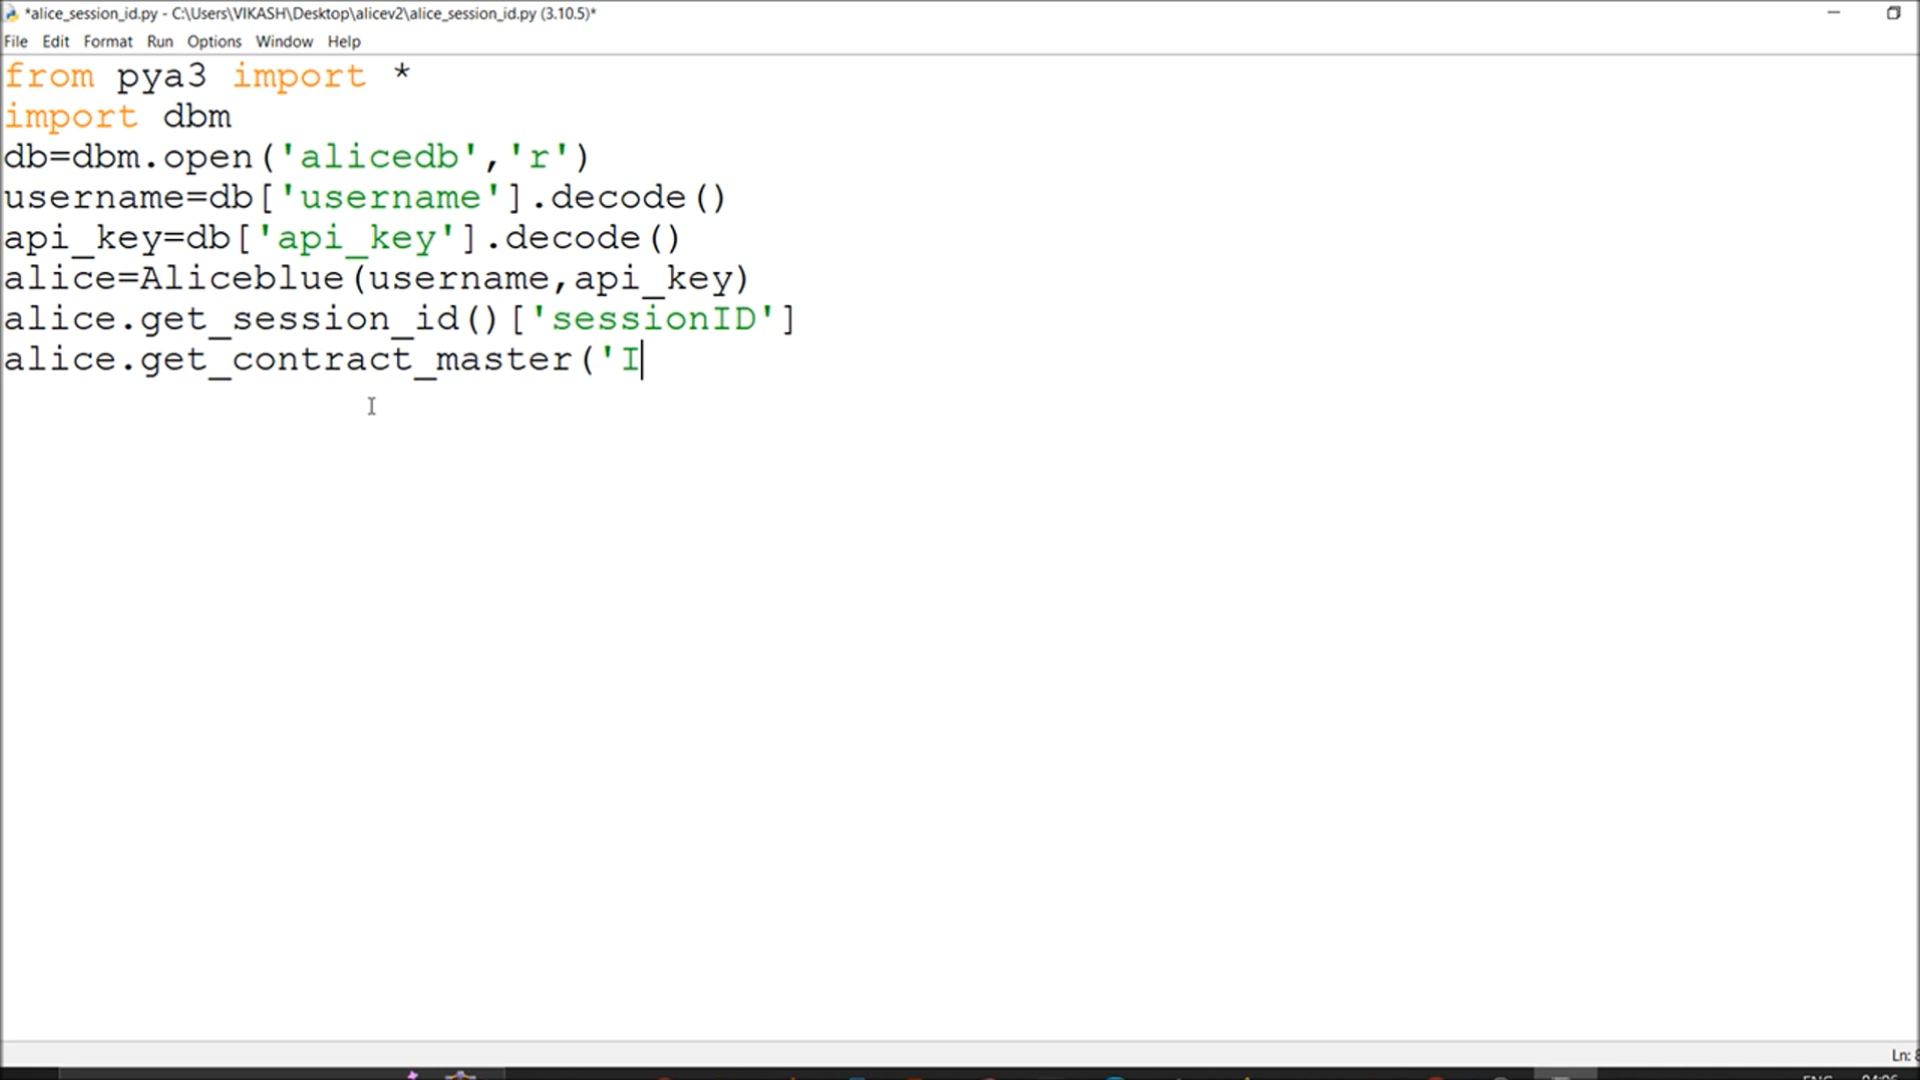 *alice_session_id.py - C:\Users\VIKASH\Desktop\alicev2\alice_session_id.py (3.10.5)*
File Edit Format Run Options Window Help
from pya3 import *
import dbm
db=dbm.open('alicedb','r')
username=db['username'].decode()
api_key=db['api_key'].decode()
alice=Aliceblue(username,api_key)
alice.get_session_id()['sessionID']
alice.get_contract_master('I
Ln: 8